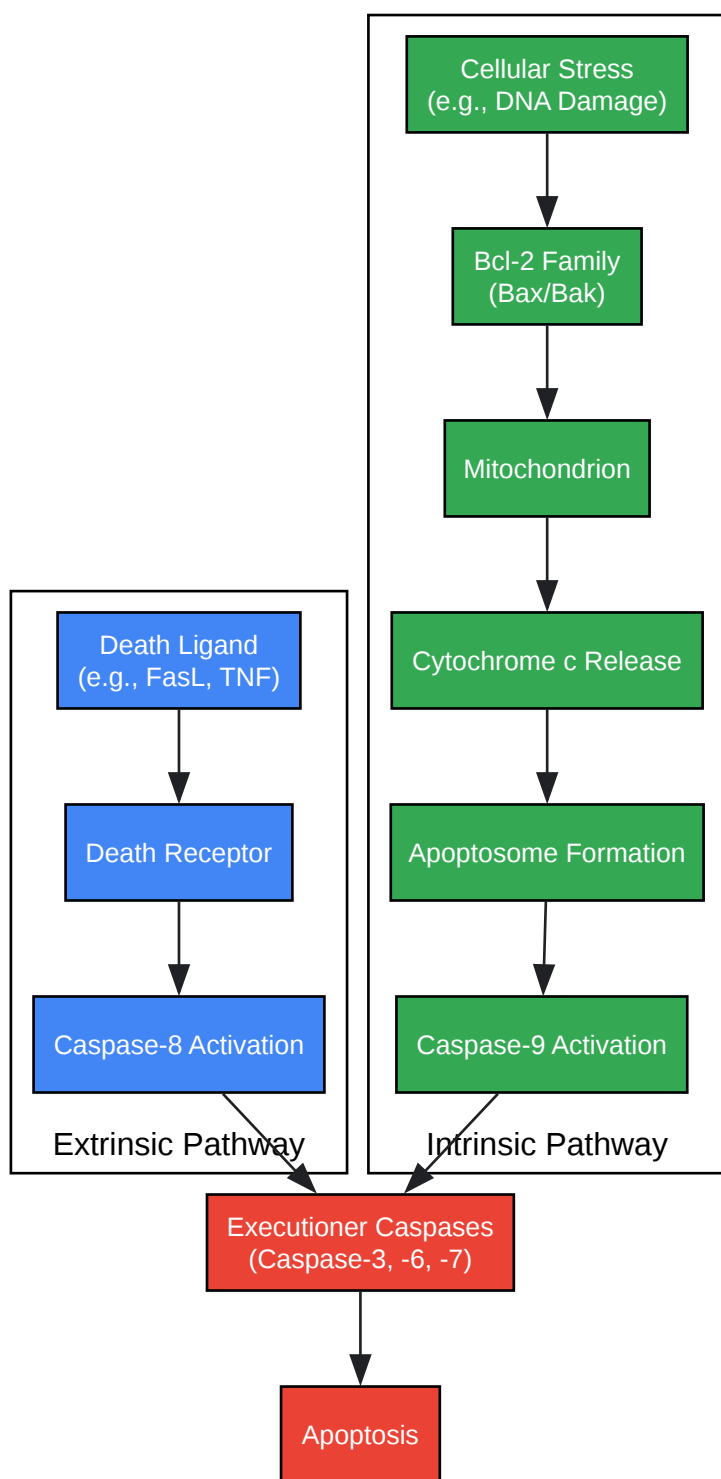 Cellular Stress
(e.g., DNA Damage)
Bcl-2 Family
(Bax/Bak)
Mitochondrion
Cytochrome c Release
Apoptosome Formation
Caspase-9 Activation
Intrinsic Pathway
Death Ligand
(e.g., FasL, TNF)
Death Receptor
Caspase-8 Activation
Extrinsic Pathway
Executioner Caspases
(Caspase-3, -6, -7)
Apoptosis